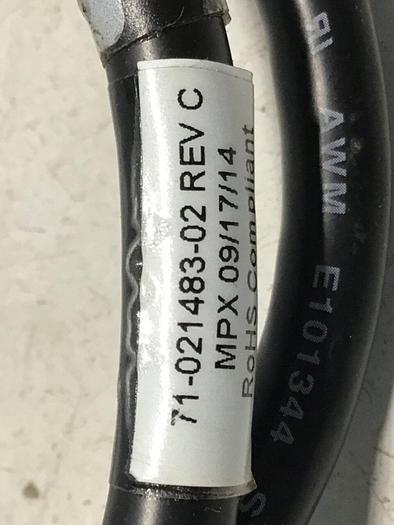 71-021483-02 REV C
MPX 09/17/14
RoHS Compliant
AWM E101344 S